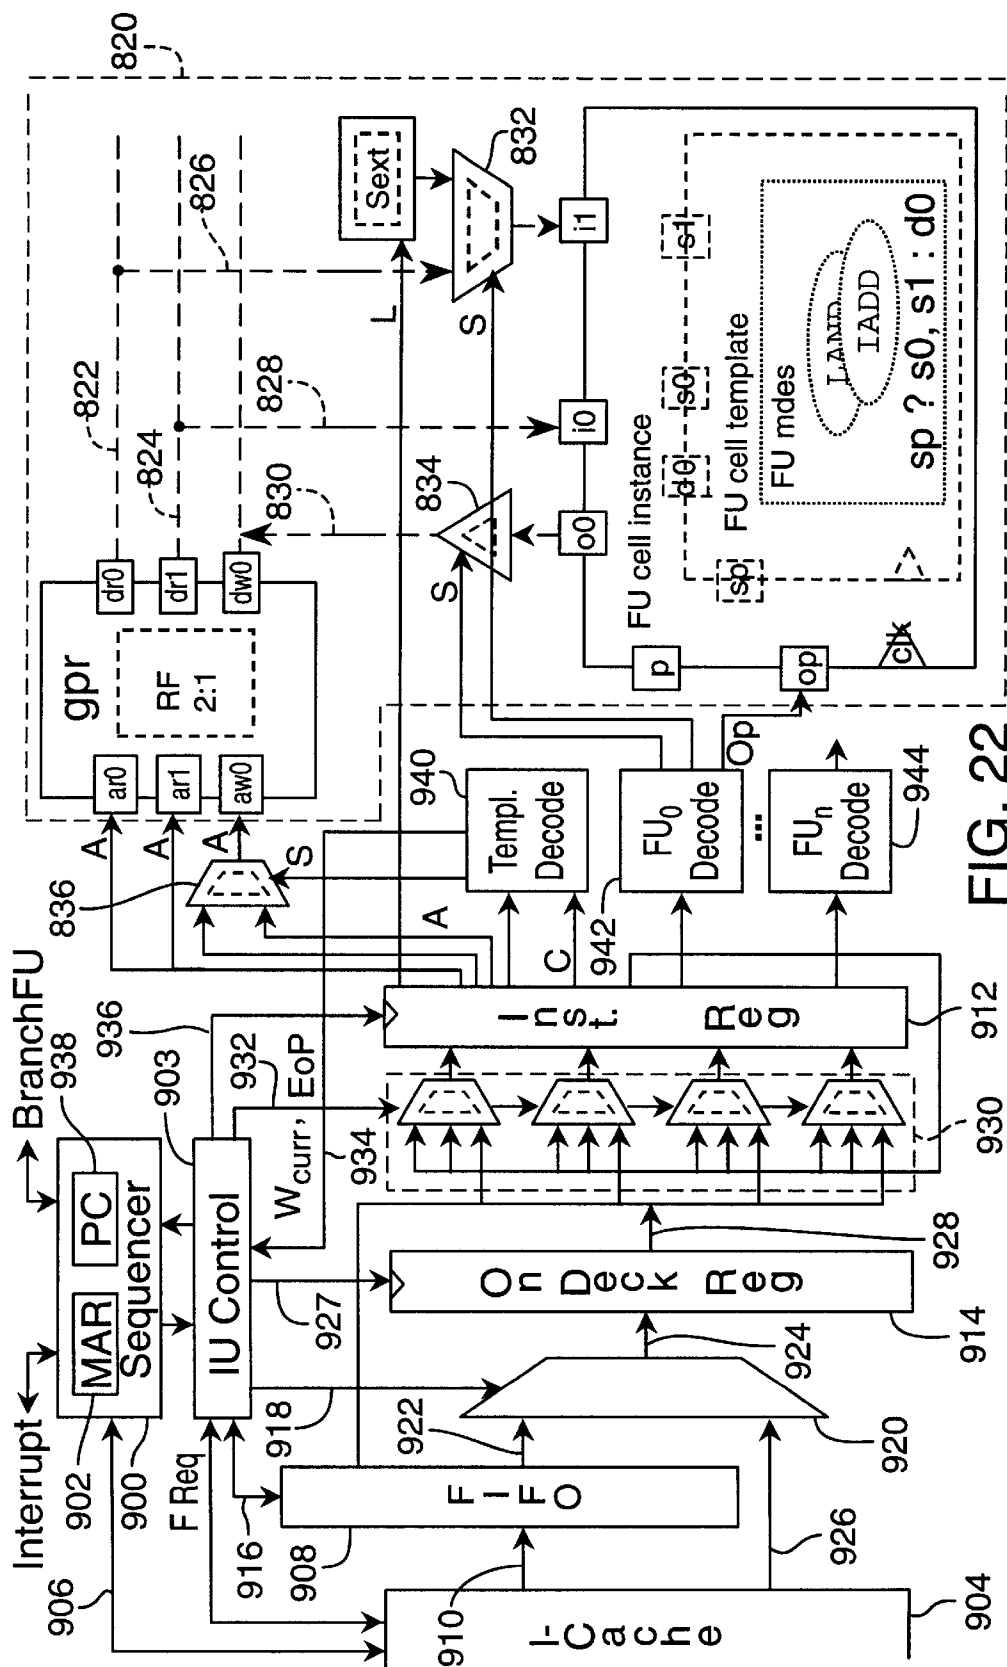 Interrupt
BranchFU
MAR
PC
Sequencer
902
900
938
903
936
906
F Req
IU Control
916
918
927
932
W curr, EoP
934
I-Cache
904
910
908
FIFO
922
926
920
924
On Deck Reg
914
928
930
Inst. Reg
912
836
A
A
A
S
A
C
L
Templ. Decode
940
FU0 Decode
942
...
FUn Decode
944
Op
S
S
820
gpr
RF
2:1
ar0
ar1
aw0
dr0
dr1
dw0
822
824
826
828
830
834
832
Sext
o0
i0
i1
p
op
clk
FU cell instance
sp
d0
s0
s1
FU cell template
FU mdes
LAND
IADD
sp ? s0, s1 : d0
FIG. 22